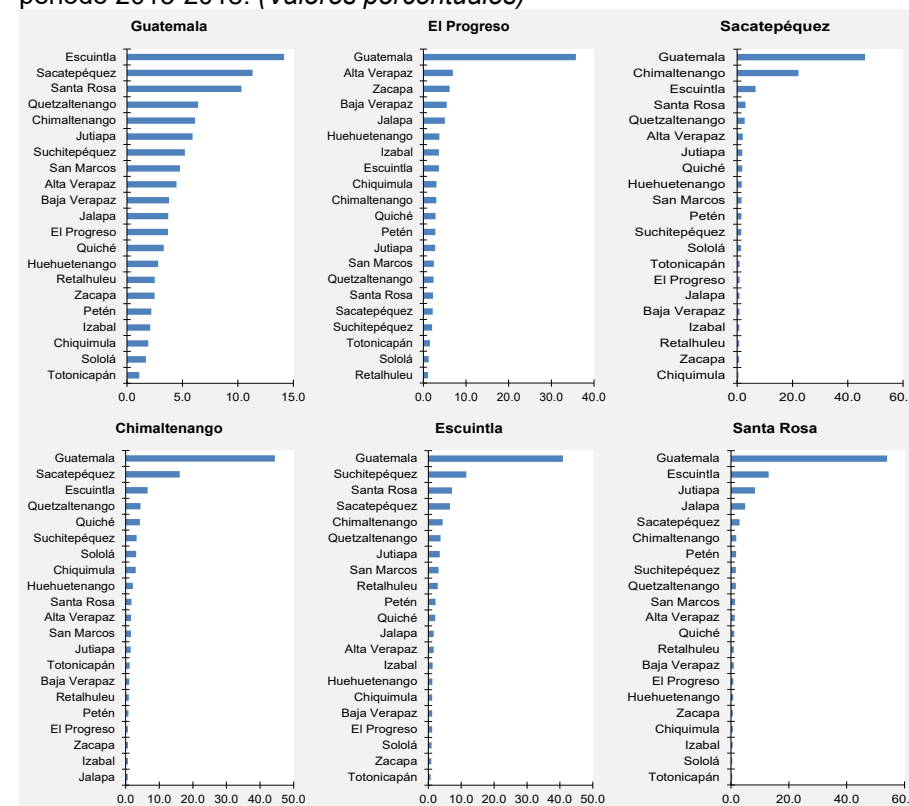 (Valores porcentuales)
Guatemala
Escuintla
Sacatepéquez
Santa Rosa
Quetzaltenango
Chimaltenango
Jutiapa
Suchitepéquez
San Marcos
Alta Verapaz
Baja Verapaz
Jalapa
El Progreso
Quiché
Huehuetenango
Retalhuleu
Zacapa
Petén
Izabal
Chiquimula
Sololá
Totonicapán
0.0 5.0 10.0 15.0
El Progreso
Guatemala
Alta Verapaz
Zacapa
Baja Verapaz
Jalapa
Huehuetenango
Izabal
Escuintla
Chiquimula
Chimaltenango
Quiché
Petén
Jutiapa
San Marcos
Quetzaltenango
Santa Rosa
Sacatepéquez
Suchitepéquez
Totonicapán
Sololá
Retalhuleu
0.0 10.0 20.0 30.0 40.0
Sacatepéquez
Guatemala
Chimaltenango
Escuintla
Santa Rosa
Quetzaltenango
Alta Verapaz
Jutiapa
Quiché
Huehuetenango
San Marcos
Petén
Suchitepéquez
Sololá
Totonicapán
El Progreso
Jalapa
Baja Verapaz
Izabal
Retalhuleu
Zacapa
Chiquimula
0.0 20.0 40.0 60.
Chimaltenango
Guatemala
Sacatepéquez
Escuintla
Quetzaltenango
Quiché
Suchitepéquez
Sololá
Chiquimula
Huehuetenango
Santa Rosa
Alta Verapaz
San Marcos
Jutiapa
Totonicapán
Baja Verapaz
Retalhuleu
Petén
El Progreso
Zacapa
Izabal
Jalapa
0.0 10.0 20.0 30.0 40.0 50.0
Escuintla
Guatemala
Suchitepéquez
Santa Rosa
Sacatepéquez
Chimaltenango
Quetzaltenango
Jutiapa
San Marcos
Retalhuleu
Petén
Quiché
Jalapa
Alta Verapaz
Izabal
Huehuetenango
Chiquimula
Baja Verapaz
El Progreso
Sololá
Zacapa
Totonicapán
0.0 10.0 20.0 30.0 40.0 50.0
Santa Rosa
Guatemala
Escuintla
Jutiapa
Jalapa
Sacatepéquez
Chimaltenango
Petén
Suchitepéquez
Quetzaltenango
San Marcos
Alta Verapaz
Quiché
Retalhuleu
Baja Verapaz
El Progreso
Huehuetenango
Zacapa
Chiquimula
Izabal
Sololá
Totonicapán
0.0 20.0 40.0 60.